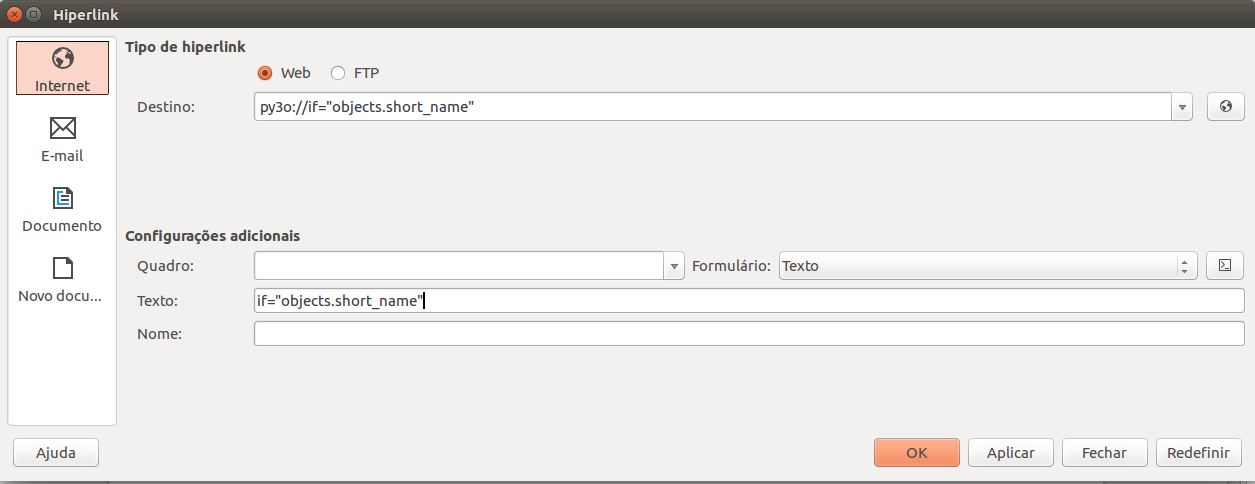 Hiperlink
Internet
E-mail
Documento
Novo docu...
Tipo de hiperlink
Web FTP
Destino: py3o://if="objects.short_name"
Configurações adicionais
Quadro: Formulário: Texto
Texto: if="objects.short_name"
Nome:
Ajuda OK Aplicar Fechar Redefinir